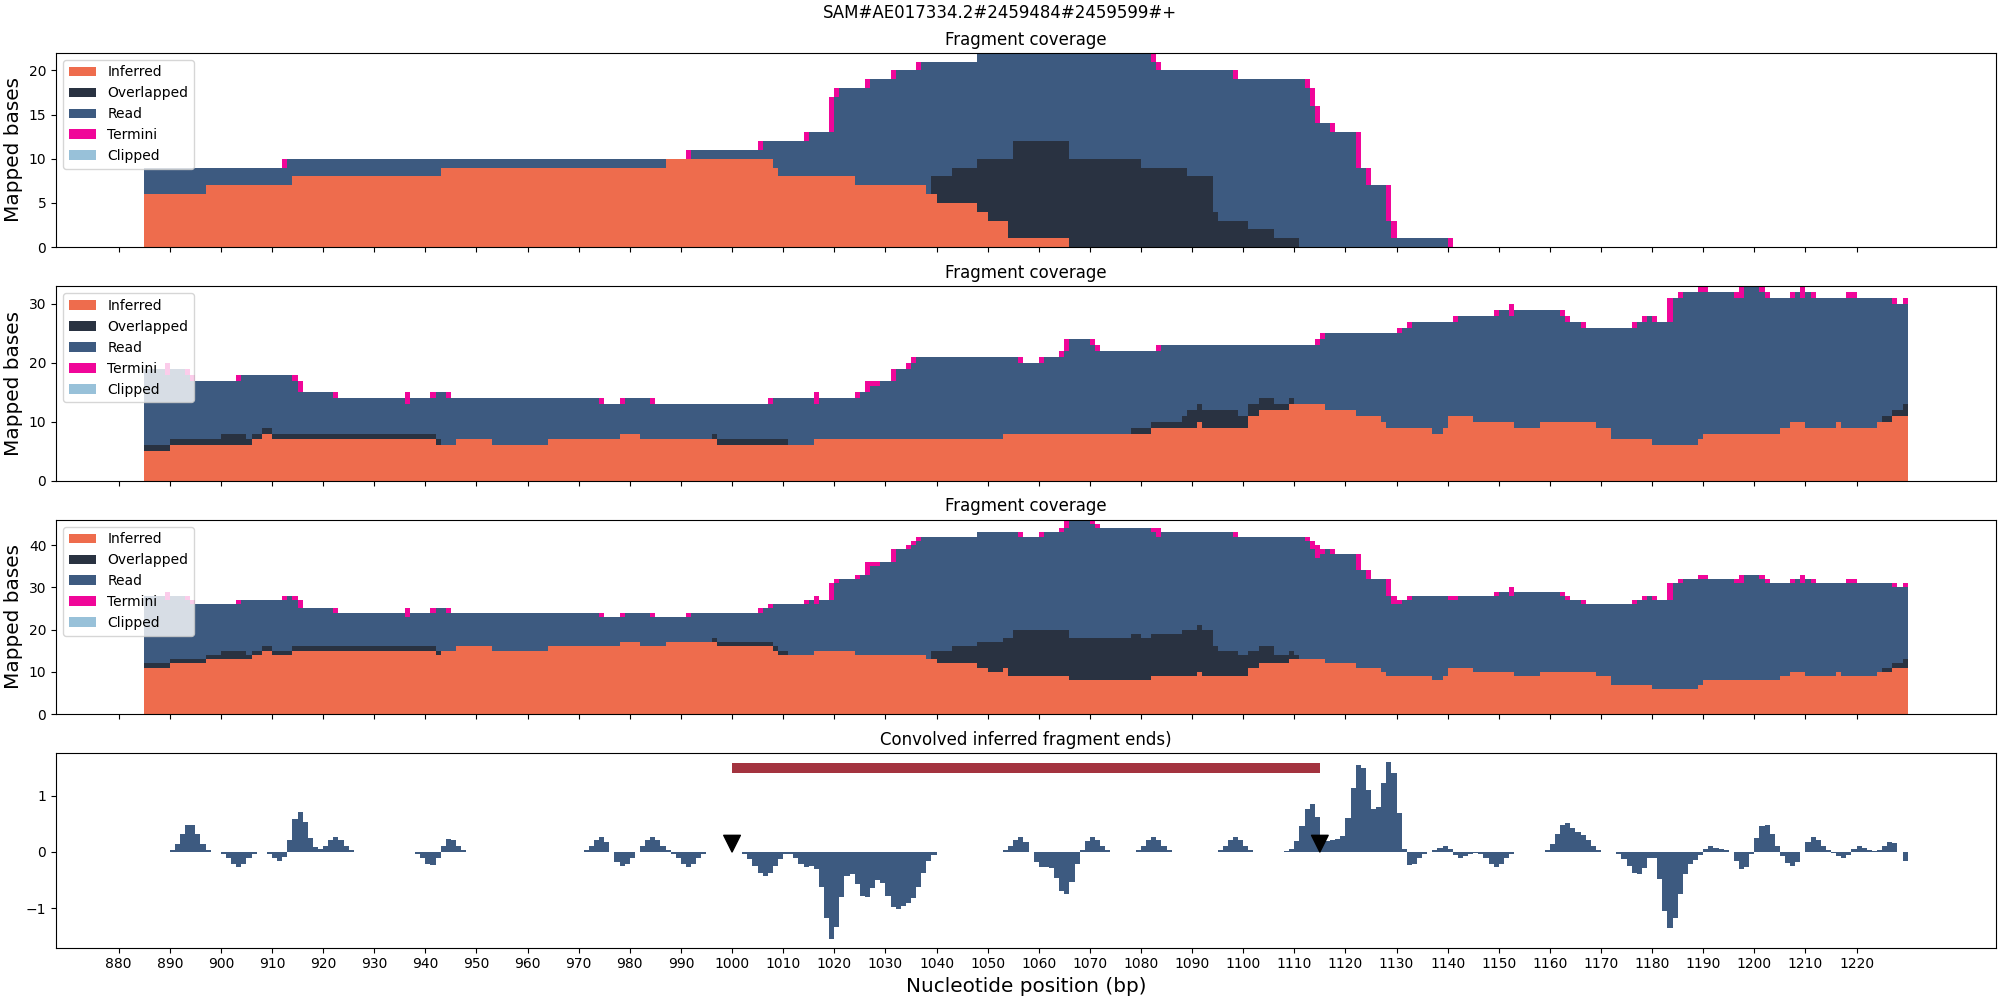 SAM#AE017334.2#2459484#2459599#+
Fragment coverage
Mapped bases
20
15
10
5
0
Inferred
Overlapped
Read
Termini
Clipped
Fragment coverage
Mapped bases
30
20
10
0
Inferred
Overlapped
Read
Termini
Clipped
Fragment coverage
Mapped bases
40
30
20
10
0
Inferred
Overlapped
Read
Termini
Clipped
Convolved inferred fragment ends)
1
0
−1
880 890 900 910 920 930 940 950 960 970 980 990 1000 1010 1020 1030 1040 1050 1060 1070 1080 1090 1100 1110 1120 1130 1140 1150 1160 1170 1180 1190 1200 1210 1220
Nucleotide position (bp)